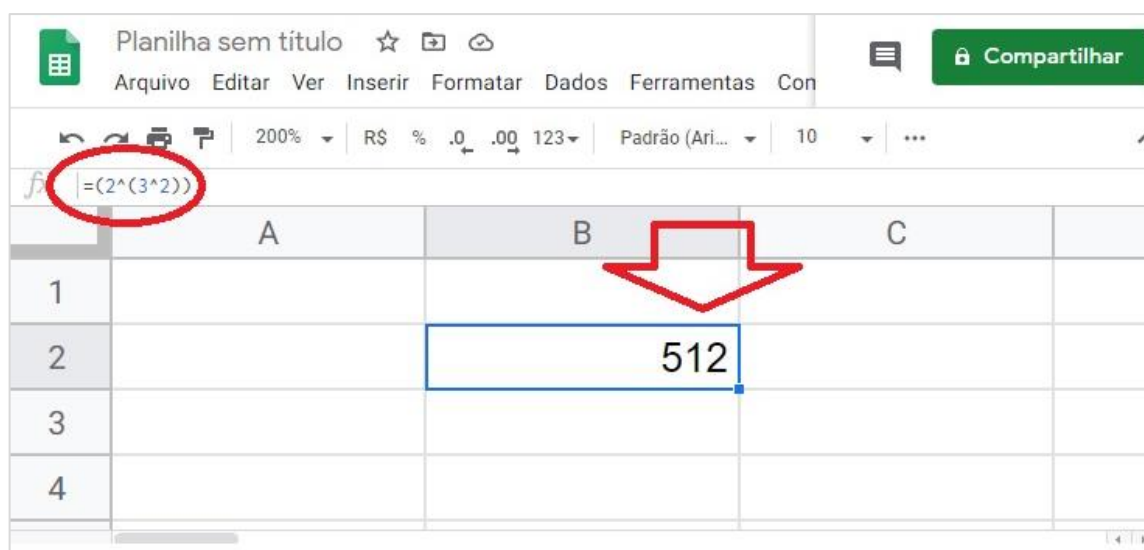 Planilha sem título
Compartilhar
Arquivo Editar Ver Inserir Formatar Dados Ferramentas Con
200% R$ % .0 .00 123 Padrão (Ari... 10 ...
fx =(2^(3^2))
A B C
1
2 512
3
4